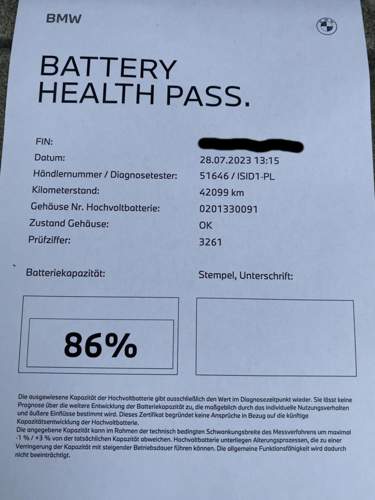 BMW
BATTERY
HEALTH PASS.
FIN:
Datum: 28.07.2023 13:15
Händlernummer / Diagnosetester: 51646 / ISID1-PL
Kilometerstand: 42099 km
Gehäuse Nr. Hochvoltbatterie: 0201330091
Zustand Gehäuse: OK
Prüfziffer: 3261
Batteriekapazität: Stempel, Unterschrift:
86%
Die ausgewiesene Kapazität der Hochvoltbatterie gibt ausschließlich den Wert im Diagnosezeitpunkt wieder. Sie lässt keine
Prognose über die weitere Entwicklung der Batteriekapazität zu, die maßgeblich durch das individuelle Nutzungsverhalten
und äußere Einflüsse bestimmt wird. Dieses Zertifikat begründet keine Ansprüche in Bezug auf die künftige
Kapazitätsentwicklung der Hochvoltbatterie.
Die angegebene Kapazität kann im Rahmen der technisch bedingten Schwankungsbreite des Messverfahrens um maximal
-1 % / +3 % von der tatsächlichen Kapazität abweichen. Hochvoltbatterie unterliegen Alterungsprozessen, die zu einer
Verringerung der Kapazität mit steigender Betriebsdauer führen können. Die allgemeine Funktionsfähigkeit wird dadurch
nicht beeinträchtigt.